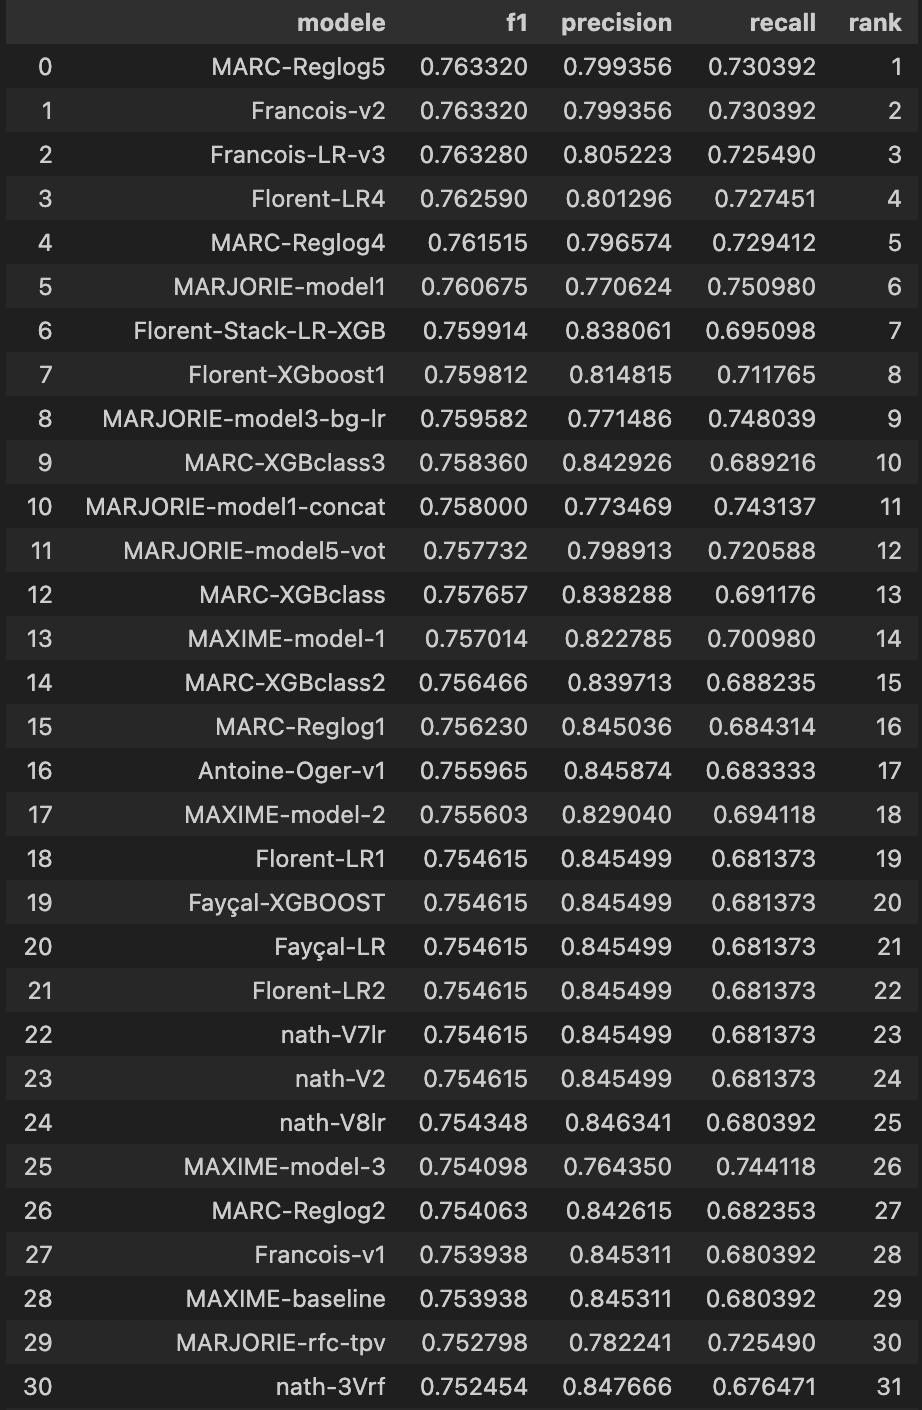 modele f1 precision recall rank
0 MARC-Reglog5 0.763320 0.799356 0.730392 1
1 Francois-v2 0.763320 0.799356 0.730392 2
2 Francois-LR-v3 0.763280 0.805223 0.725490 3
3 Florent-LR4 0.762590 0.801296 0.727451 4
4 MARC-Reglog4 0.761515 0.796574 0.729412 5
5 MARJORIE-model1 0.760675 0.770624 0.750980 6
6 Florent-Stack-LR-XGB 0.759914 0.838061 0.695098 7
7 Florent-XGboost1 0.759812 0.814815 0.711765 8
8 MARJORIE-model3-bg-lr 0.759582 0.771486 0.748039 9
9 MARC-XGBclass3 0.758360 0.842926 0.689216 10
10 MARJORIE-model1-concat 0.758000 0.773469 0.743137 11
11 MARJORIE-model5-vot 0.757732 0.798913 0.720588 12
12 MARC-XGBclass 0.757657 0.838288 0.691176 13
13 MAXIME-model-1 0.757014 0.822785 0.700980 14
14 MARC-XGBclass2 0.756466 0.839713 0.688235 15
15 MARC-Reglog1 0.756230 0.845036 0.684314 16
16 Antoine-Oger-v1 0.755965 0.845874 0.683333 17
17 MAXIME-model-2 0.755603 0.829040 0.694118 18
18 Florent-LR1 0.754615 0.845499 0.681373 19
19 Fayçal-XGBOOST 0.754615 0.845499 0.681373 20
20 Fayçal-LR 0.754615 0.845499 0.681373 21
21 Florent-LR2 0.754615 0.845499 0.681373 22
22 nath-V7lr 0.754615 0.845499 0.681373 23
23 nath-V2 0.754615 0.845499 0.681373 24
24 nath-V8lr 0.754348 0.846341 0.680392 25
25 MAXIME-model-3 0.754098 0.764350 0.744118 26
26 MARC-Reglog2 0.754063 0.842615 0.682353 27
27 Francois-v1 0.753938 0.845311 0.680392 28
28 MAXIME-baseline 0.753938 0.845311 0.680392 29
29 MARJORIE-rfc-tpv 0.752798 0.782241 0.725490 30
30 nath-3Vrf 0.752454 0.847666 0.676471 31